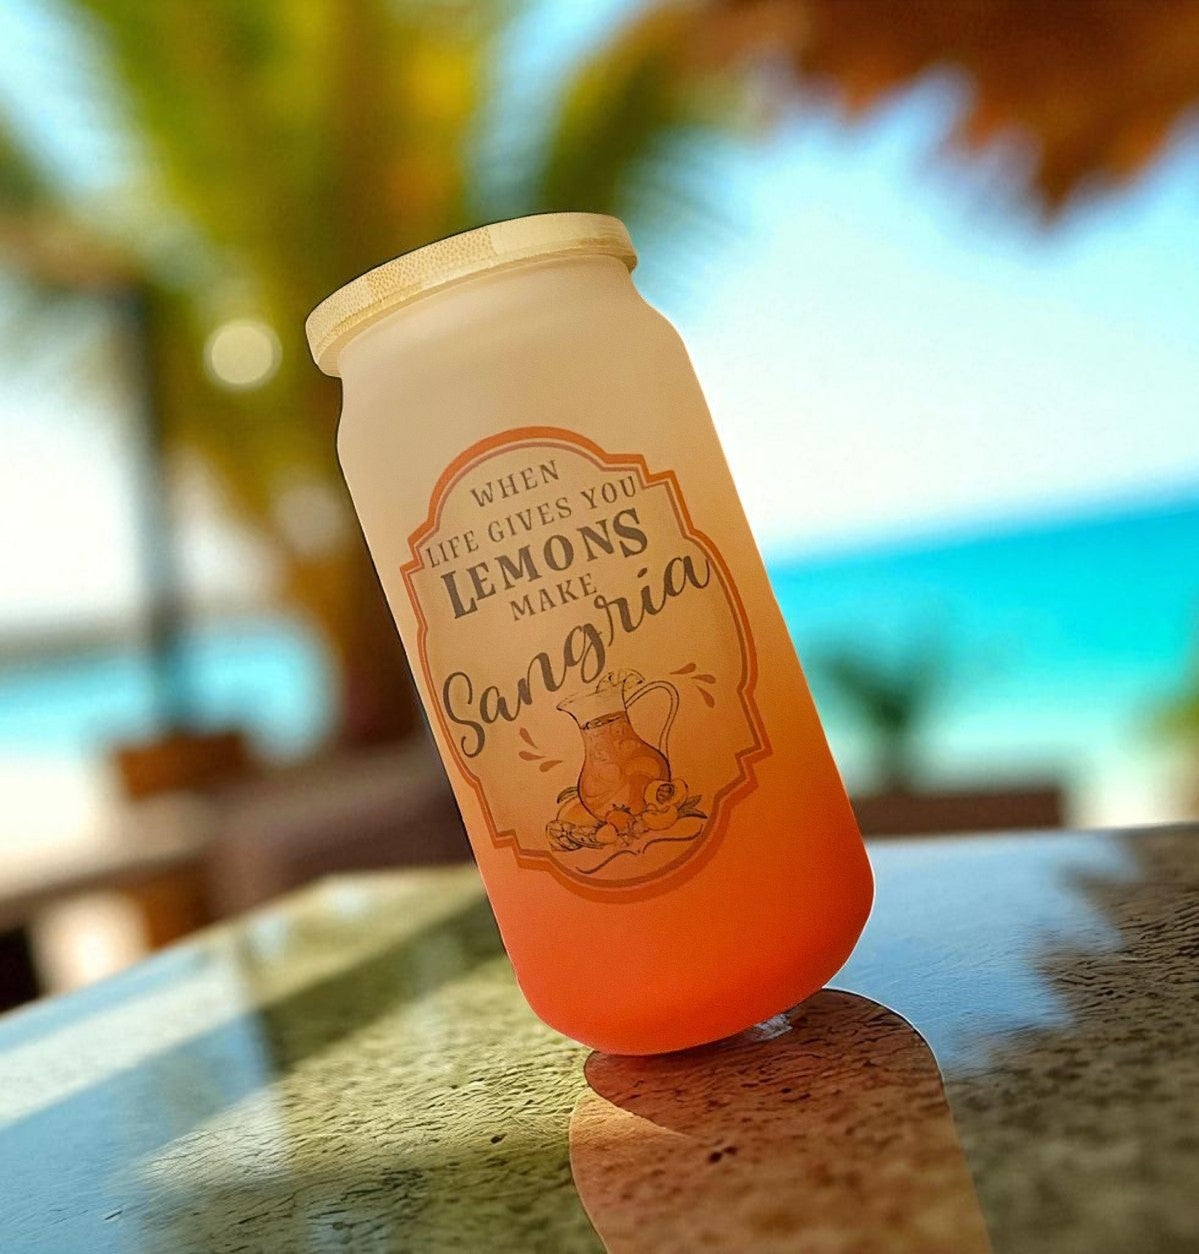 WHEN
LIFE GIVES YOU
LEMONS
MAKE
Sangria